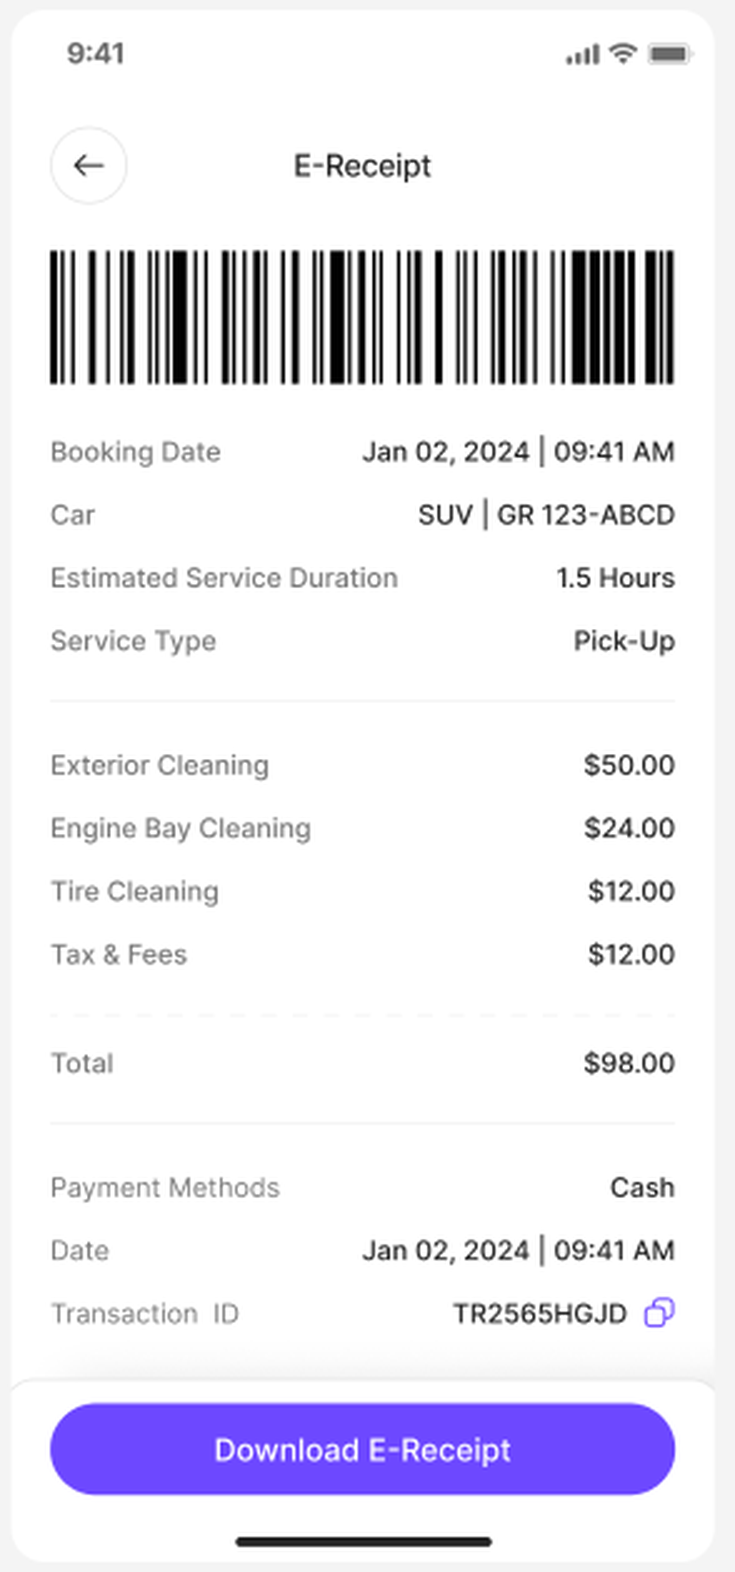 9:41
E-Receipt
Booking Date Jan 02, 2024 | 09:41 AM
Car SUV | GR 123-ABCD
Estimated Service Duration 1.5 Hours
Service Type Pick-Up
Exterior Cleaning $50.00
Engine Bay Cleaning $24.00
Tire Cleaning $12.00
Tax & Fees $12.00
Total $98.00
Payment Methods Cash
Date Jan 02, 2024 | 09:41 AM
Transaction ID TR2565HGJD
Download E-Receipt